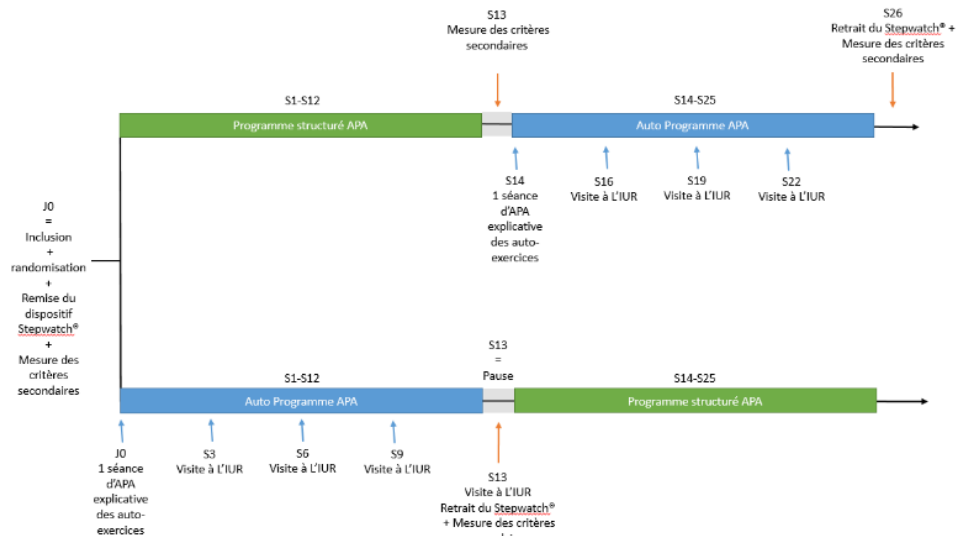 S13
Mesure des critères
secondaires
S26
Retrait du Stepwatch® +
Mesure des critères
secondaires
S1-S12
S14-S25
Programme structuré APA
Auto Programme APA
S14
1 séance
d'APA
explicative
des auto-
exercices
S16
Visite à L'IUR
S19
Visite à L'IUR
S22
Visite à L'IUR
J0
=
Inclusion
+
randomisation
+
Remise du
dispositif
Stepwatch®
+
Mesure des
critères
secondaires
S13
=
Pause
S1-S12
S14-S25
Auto Programme APA
Programme structuré APA
J0
1 séance
d'APA
explicative
des auto-
exercices
S3
Visite à L'IUR
S6
Visite à L'IUR
S9
Visite à L'IUR
S13
Visite à L'IUR
Retrait du Stepwatch®
+ Mesure des critères